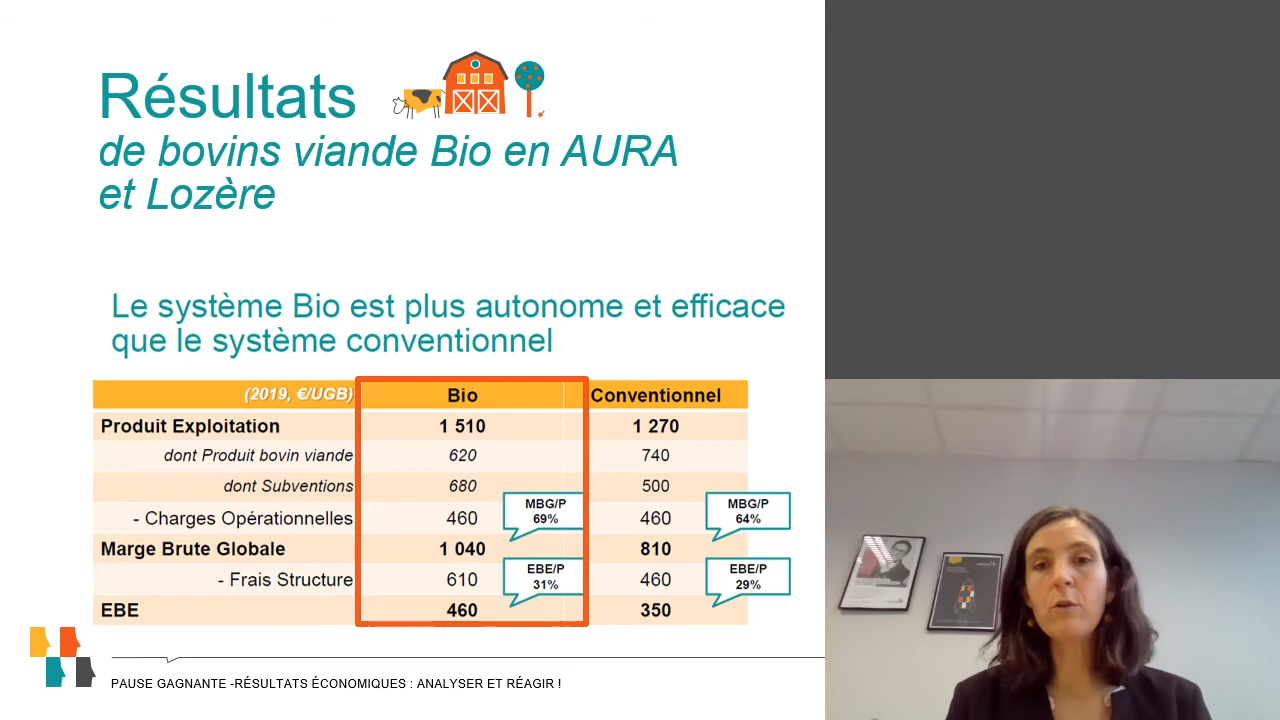 Résultats
de bovins viande Bio en AURA
et Lozère
Le système Bio est plus autonome et efficace
que le système conventionnel
(2019, €/UGB) Bio Conventionnel
Produit Exploitation 1 510 1 270
dont Produit bovin viande 620 740
dont Subventions 680 500
- Charges Opérationnelles 460 460
MBG/P
69%
MBG/P
64%
Marge Brute Globale 1 040 810
- Frais Structure 610 460
EBE/P
31%
EBE/P
29%
EBE 460 350
PAUSE GAGNANTE -RÉSULTATS ÉCONOMIQUES : ANALYSER ET RÉAGIR !